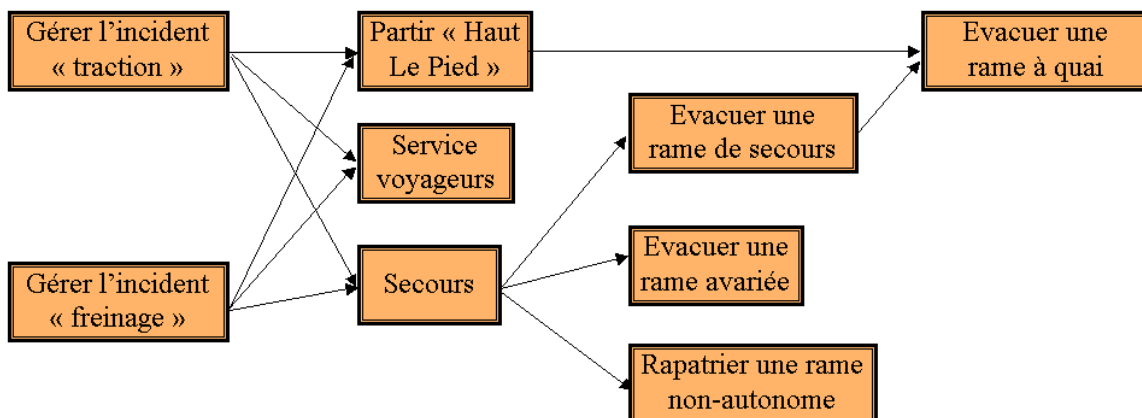 Gérer l’incident
« traction »
Partir « Haut
Le Pied »
Evacuer une
rame à quai
Evacuer une
rame de secours
Service
voyageurs
Evacuer une
rame avariée
Gérer l’incident
« freinage »
Secours
Rapatrier une rame
non-autonome